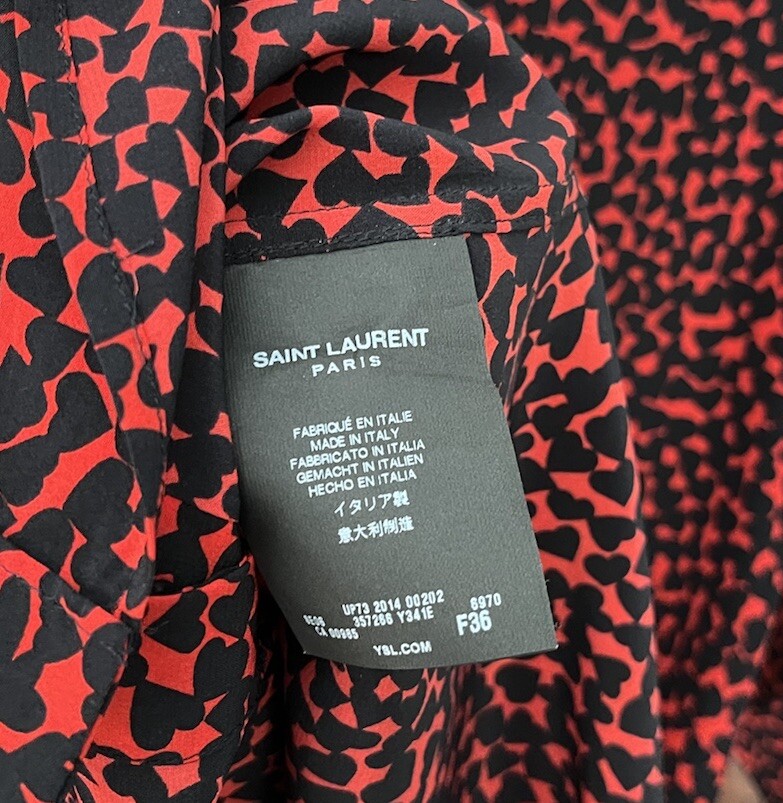 SAINT LAURENT
PARIS
FABRIQUÉ EN ITALIE
MADE IN ITALY
FABBRICATO IN ITALIA
GEMACHT IN ITALIEN
HECHO EN ITALIA
イタリア製
意大利制造
UP73 2014 00202 6970
357266 Y341E F36
CA 00985
YSL.COM